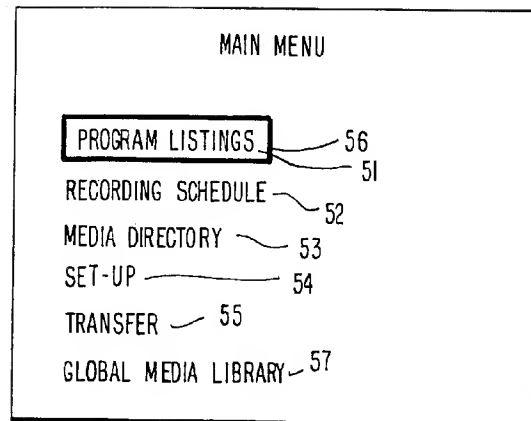 MAIN MENU
PROGRAM LISTINGS 56
51
RECORDING SCHEDULE 52
MEDIA DIRECTORY 53
SET-UP 54
TRANSFER 55
GLOBAL MEDIA LIBRARY 57